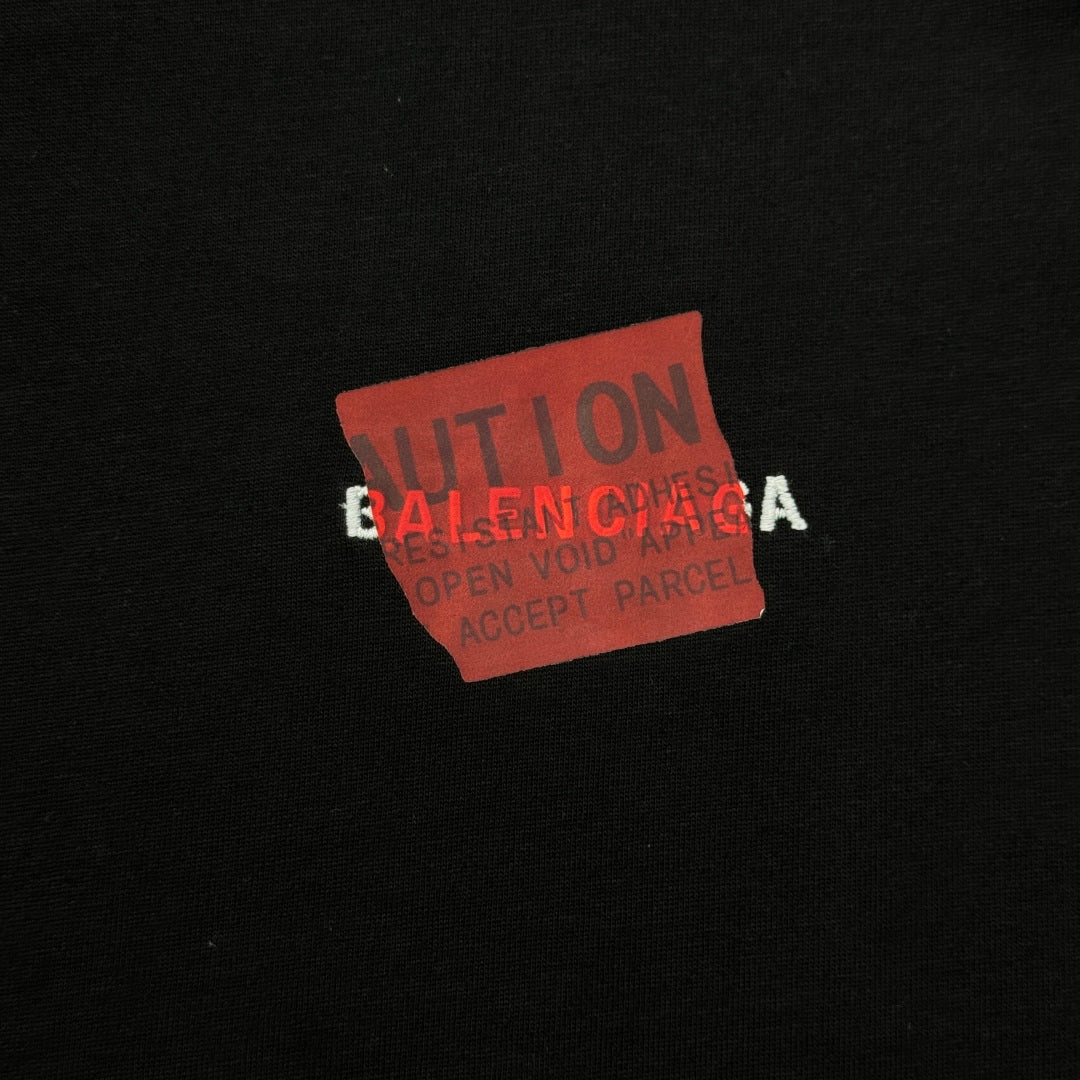 AUTION
BALENCIAGA
RESISTANT ADHESI
OPEN VOID" APPE
ACCEPT PARCEL